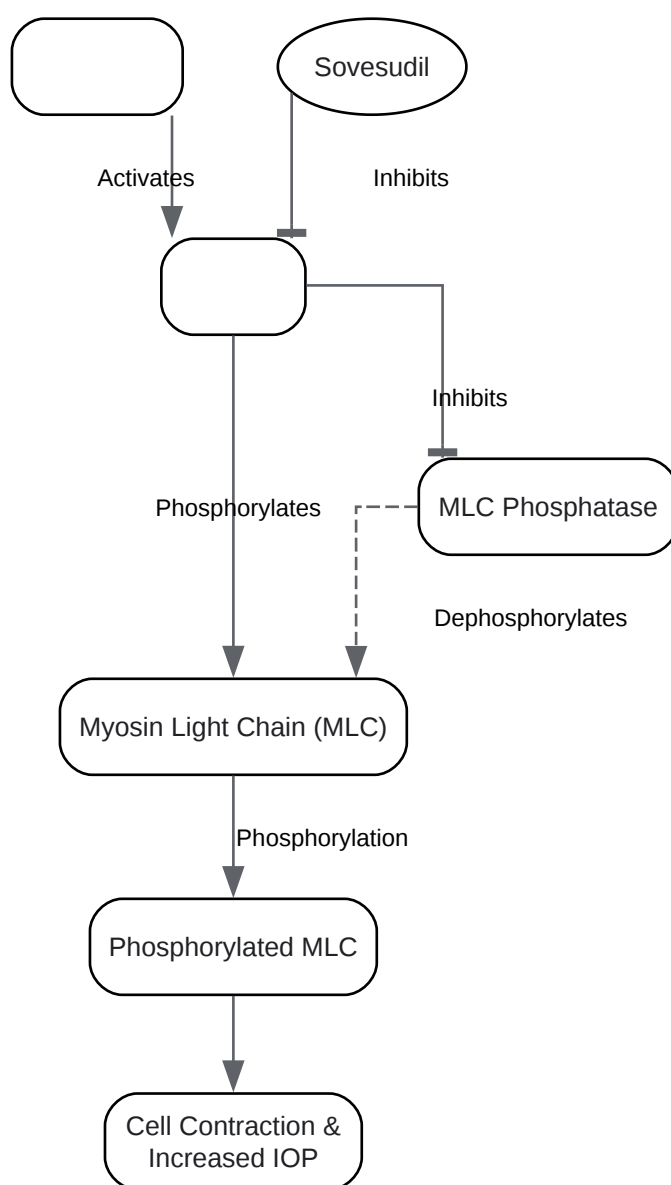 Sovesudil
Activates
Inhibits
Inhibits
Phosphorylates
MLC Phosphatase
Dephosphorylates
Myosin Light Chain (MLC)
Phosphorylation
Phosphorylated MLC
Cell Contraction &
Increased IOP